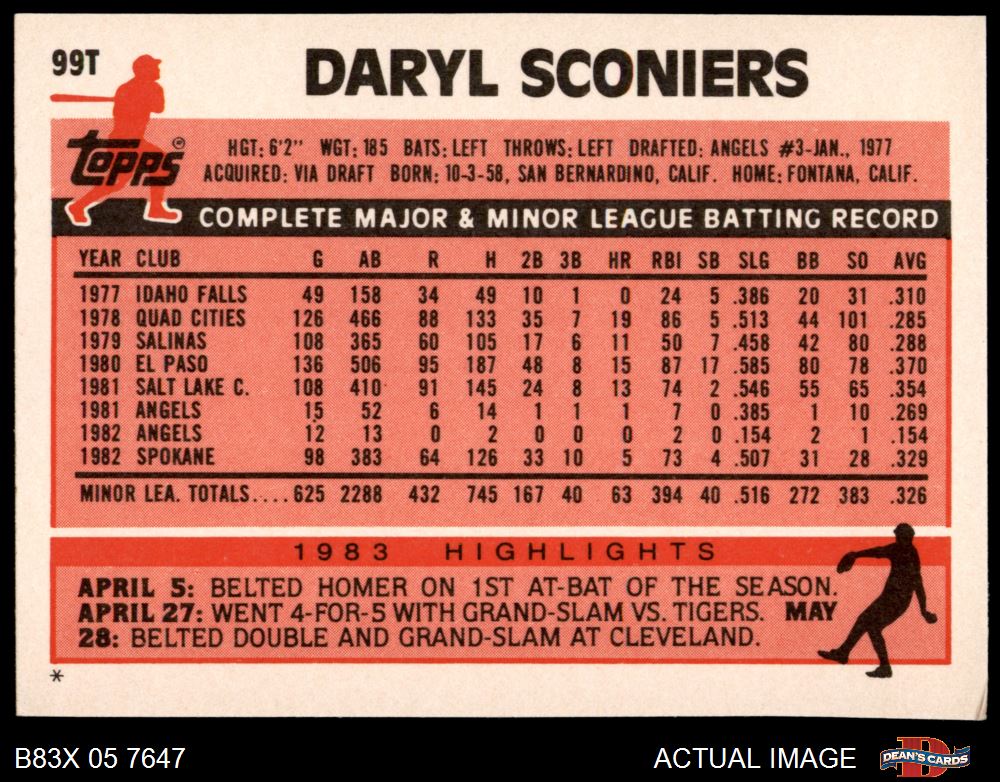 99T
DARYL SCONIERS
Topps®
HGT: 6'2" WGT: 185 BATS: LEFT THROWS: LEFT DRAFTED: ANGELS #3-JAN., 1977
ACQUIRED: VIA DRAFT BORN: 10-3-58, SAN BERNARDINO, CALIF. HOME: FONTANA, CALIF.
COMPLETE MAJOR & MINOR LEAGUE BATTING RECORD
YEAR CLUB G AB R H 2B 3B HR RBI SB SLG BB SO AVG
1977 IDAHO FALLS 49 158 34 49 10 1 0 24 5 .386 20 31 .310
1978 QUAD CITIES 126 466 88 133 35 7 19 86 5 .513 44 101 .285
1979 SALINAS 108 365 60 105 17 6 11 50 7 .458 42 80 .288
1980 EL PASO 136 506 95 187 48 8 15 87 17 .585 80 78 .370
1981 SALT LAKE C. 108 410 91 145 24 8 13 74 2 .546 55 65 .354
1981 ANGELS 15 52 6 14 1 1 1 7 0 .385 1 10 .269
1982 ANGELS 12 13 0 2 0 0 0 2 0 .154 2 1 .154
1982 SPOKANE 98 383 64 126 33 10 5 73 4 .507 31 28 .329
MINOR LEA. TOTALS.... 625 2288 432 745 167 40 63 394 40 .516 272 383 .326
1983 HIGHLIGHTS
APRIL 5: BELTED HOMER ON 1ST AT-BAT OF THE SEASON.
APRIL 27: WENT 4-FOR-5 WITH GRAND-SLAM VS. TIGERS. MAY
28: BELTED DOUBLE AND GRAND-SLAM AT CLEVELAND.
*
B83X 05 7647 ACTUAL IMAGE DEAN'S CARDS